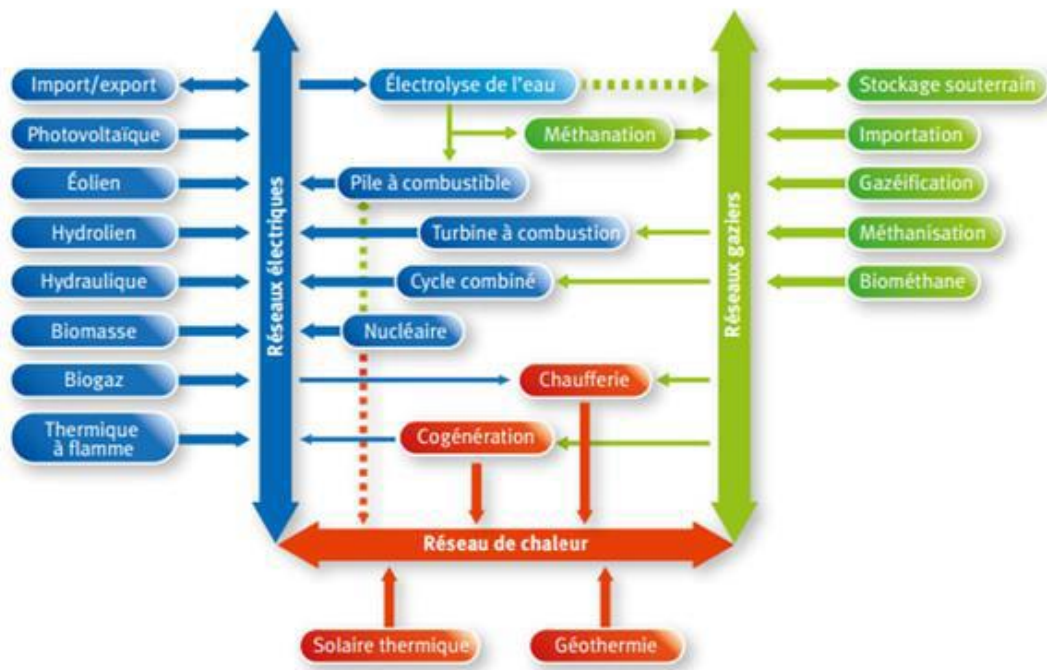 Import/export
Électrolyse de l'eau
Stockage souterrain
Photovoltaïque
Méthanation
Importation
Éolien
Pile à combustible
Gazéification
Hydrolien
Turbine à combustion
Méthanisation
Hydraulique
Cycle combiné
Biométhane
Biomasse
Nucléaire
Biogaz
Chaufferie
Thermique
à flamme
Cogénération
Réseaux électriques
Réseaux gaziers
Réseau de chaleur
Solaire thermique
Géothermie